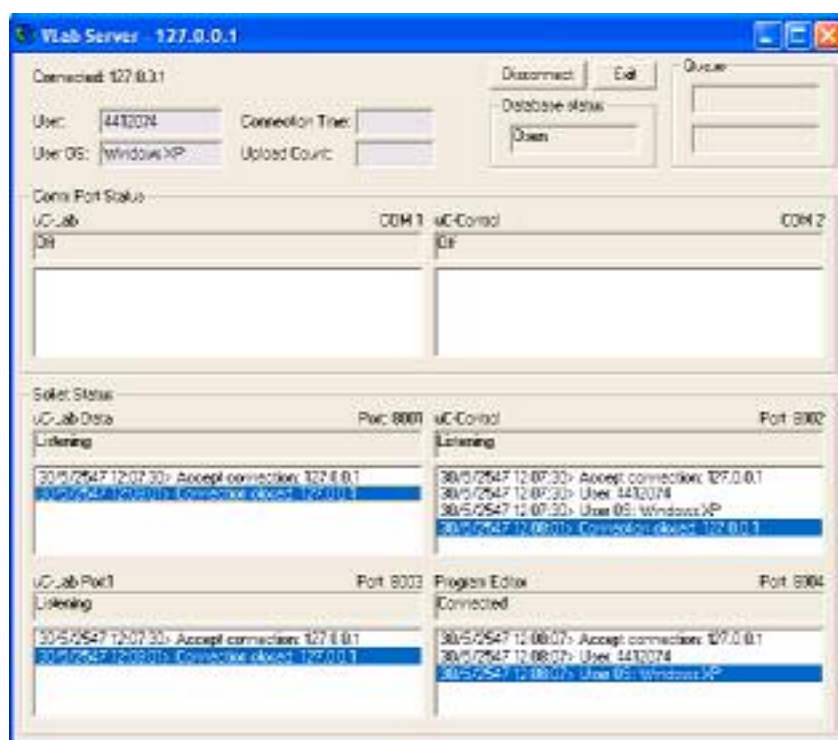 VLab Server - 127.0.0.1
Connected: 127.0.0.1
Disconnect
Exit
Queue
User:
4412074
Connection Time:
Database status
Open
User OS:
Windows XP
Upload Count:
Comm Port Status
uC-Lab
COM 1
uC-Control
COM 2
Off
Off
Socket Status
uC-Lab Data
Port: 8001
uC-Control
Port: 8002
Listening
Listening
30/5/2547 12:07:30> Accept connection: 127.0.0.1
30/5/2547 12:08:01> Connection closed: 127.0.0.1
30/5/2547 12:07:30> Accept connection: 127.0.0.1
30/5/2547 12:07:30> User: 4412074
30/5/2547 12:07:30> User OS: Windows XP
30/5/2547 12:08:01> Connection closed: 127.0.0.1
uC-Lab Port1
Port: 8003
Program Editor
Port: 8004
Listening
Connected
30/5/2547 12:07:30> Accept connection: 127.0.0.1
30/5/2547 12:08:01> Connection closed: 127.0.0.1
30/5/2547 12:08:07> Accept connection: 127.0.0.1
30/5/2547 12:08:07> User: 4412074
30/5/2547 12:08:07> User OS: Windows XP